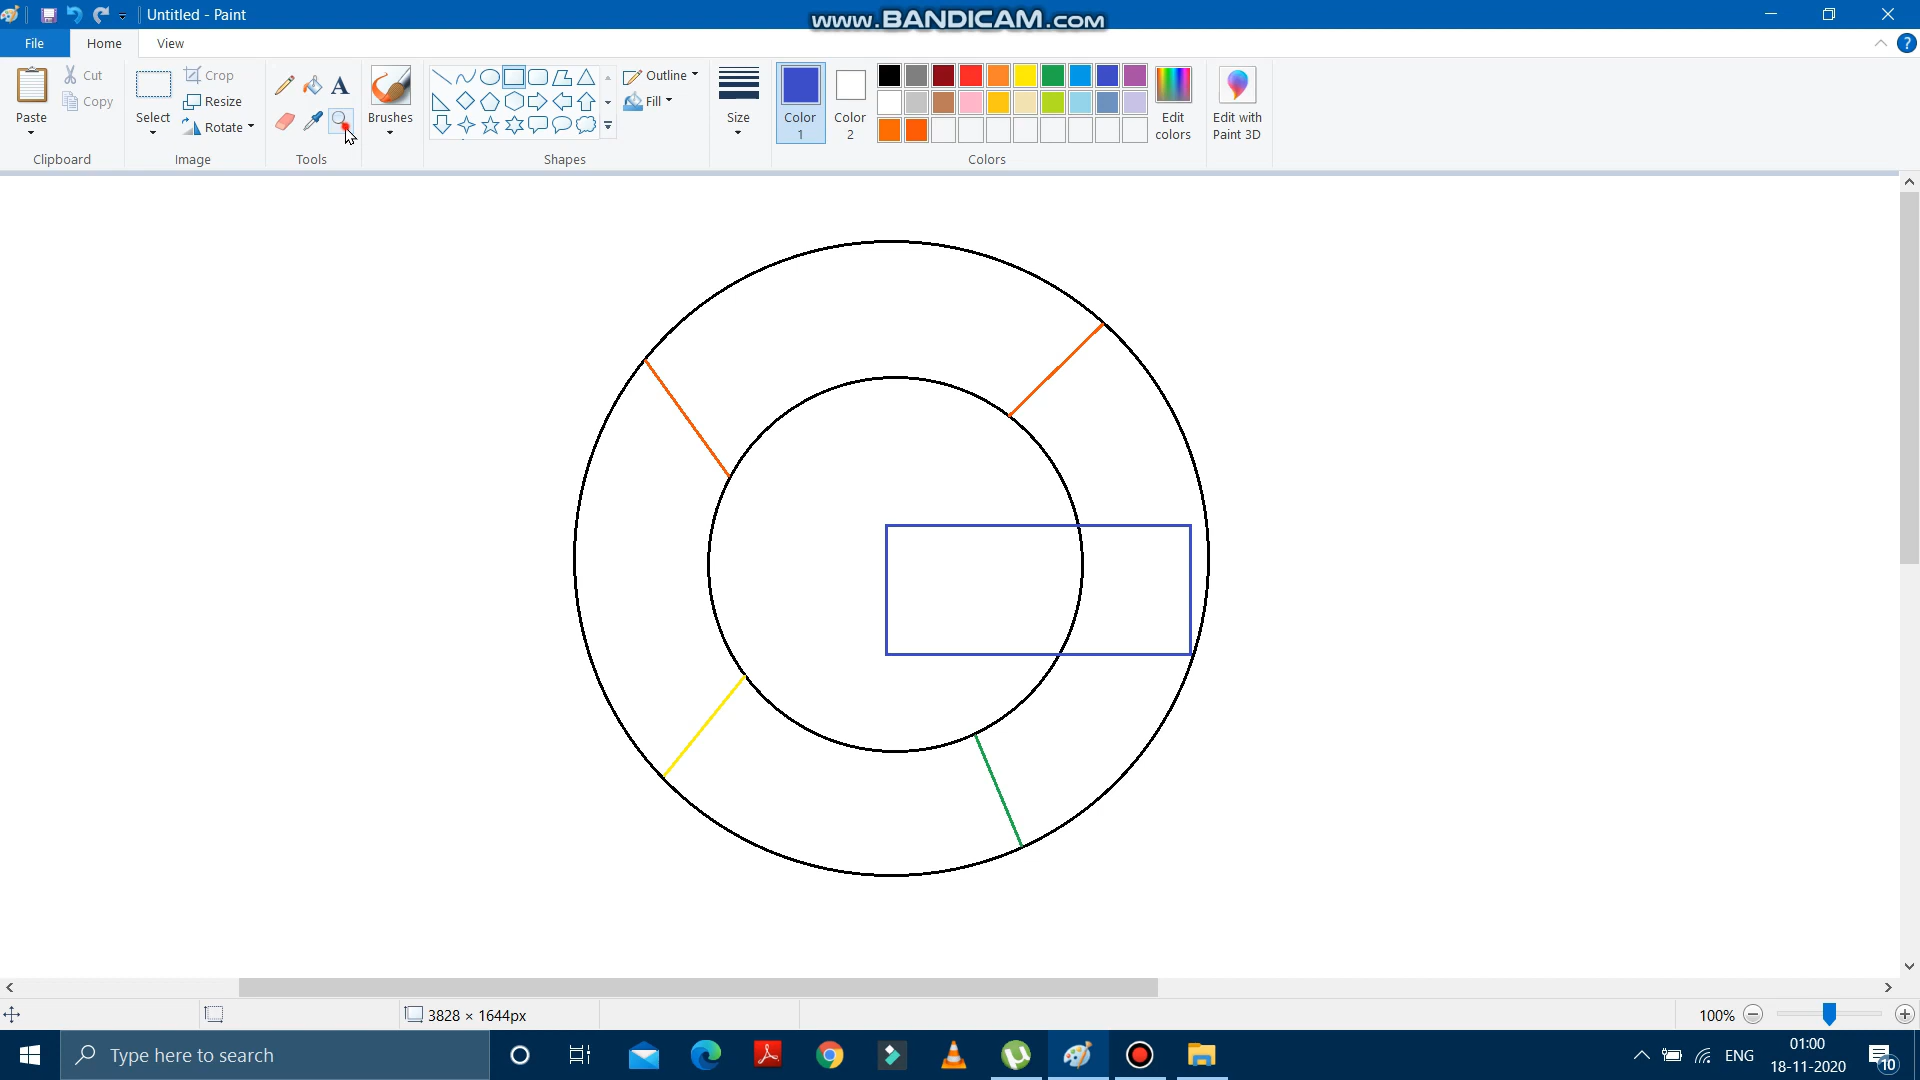 Untitled - Paint
www.BANDICAM.com
File
Home
View
?
Paste
Cut
Copy
Clipboard
Select
Crop
Resize
Rotate
Image
A
Tools
Brushes
Outline
Fill
Shapes
Size
Color
1
Color
2
Edit
colors
Edit with
Paint 3D
Colors
3828 × 1644px
100%
Type here to search
ENG
01:00
18-11-2020
10